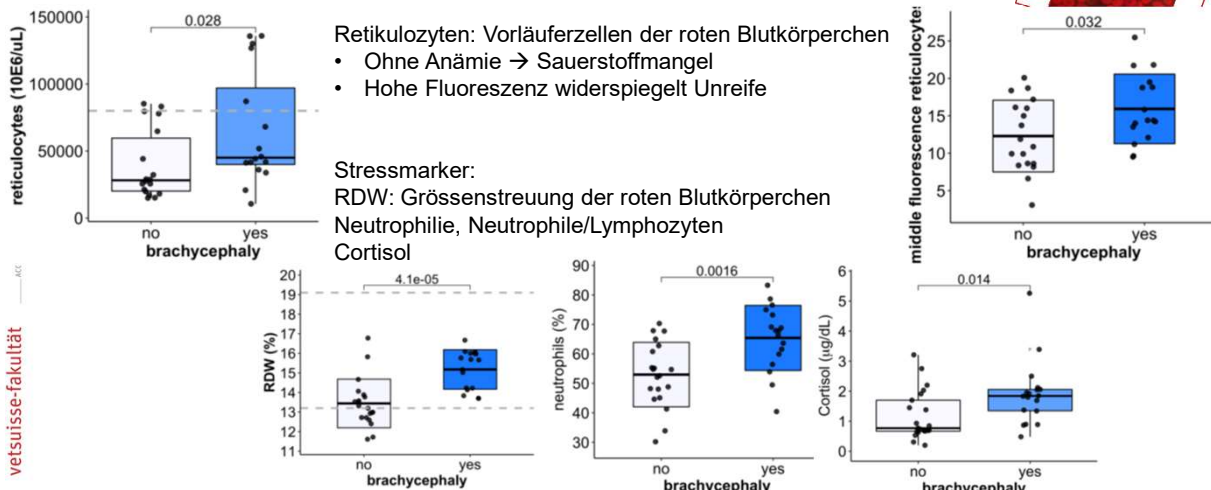 150000
100000
50000
0
reticulocytes (10E6/uL)
0.028
no
yes
brachycephaly
Retikulozyten: Vorläuferzellen der roten Blutkörperchen
• Ohne Anämie → Sauerstoffmangel
• Hohe Fluoreszenz widerspiegelt Unreife
Stressmarker:
RDW: Grössenstreuung der roten Blutkörperchen
Neutrophilie, Neutrophile/Lymphozyten
Cortisol
middle fluorescence reticulocytes
25
20
15
10
5
0.032
no
yes
brachycephaly
vetsuisse-fakultät
ACC
RDW (%)
20
19
18
17
16
15
14
13
12
11
4.1e-05
no
yes
brachycephaly
neutrophils (%)
90
80
70
60
50
40
30
0.0016
no
yes
brachycephaly
Cortisol (µg/dL)
6
5
4
3
2
1
0
0.014
no
yes
brachycephaly